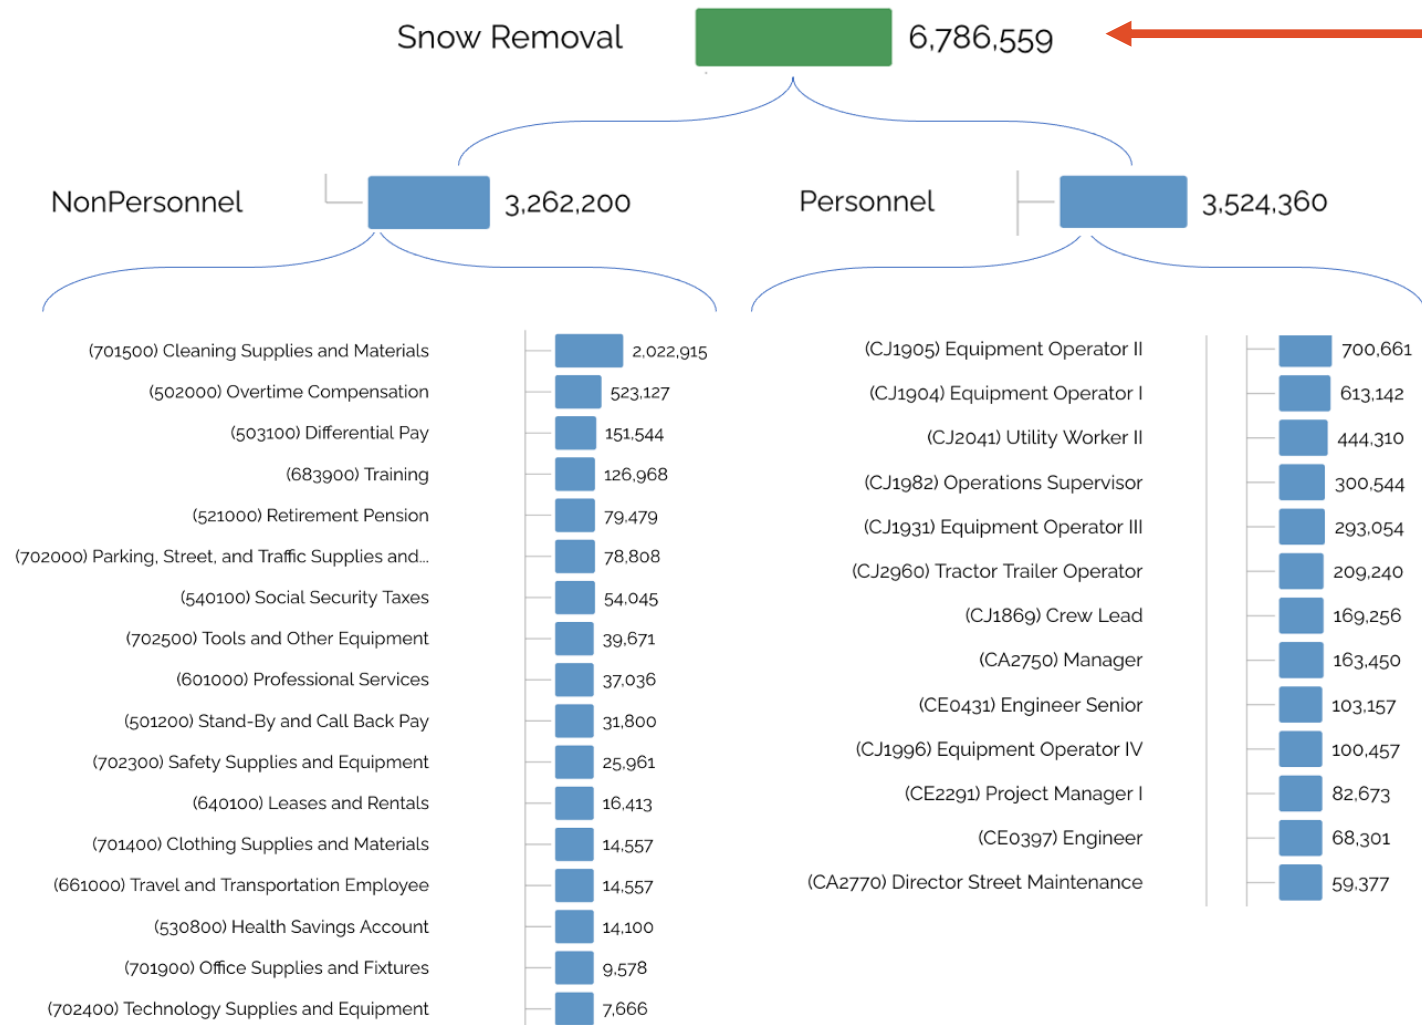 Snow Removal 6,786,559
NonPersonnel 3,262,200
Personnel 3,524,360
(701500) Cleaning Supplies and Materials 2,022,915
(502000) Overtime Compensation 523,127
(503100) Differential Pay 151,544
(683900) Training 126,968
(521000) Retirement Pension 79,479
(702000) Parking, Street, and Traffic Supplies and... 78,808
(540100) Social Security Taxes 54,045
(702500) Tools and Other Equipment 39,671
(601000) Professional Services 37,036
(501200) Stand-By and Call Back Pay 31,800
(702300) Safety Supplies and Equipment 25,961
(640100) Leases and Rentals 16,413
(701400) Clothing Supplies and Materials 14,557
(661000) Travel and Transportation Employee 14,557
(530800) Health Savings Account 14,100
(701900) Office Supplies and Fixtures 9,578
(702400) Technology Supplies and Equipment 7,666
(CJ1905) Equipment Operator II 700,661
(CJ1904) Equipment Operator I 613,142
(CJ2041) Utility Worker II 444,310
(CJ1982) Operations Supervisor 300,544
(CJ1931) Equipment Operator III 293,054
(CJ2960) Tractor Trailer Operator 209,240
(CJ1869) Crew Lead 169,256
(CA2750) Manager 163,450
(CE0431) Engineer Senior 103,157
(CJ1996) Equipment Operator IV 100,457
(CE2291) Project Manager I 82,673
(CE0397) Engineer 68,301
(CA2770) Director Street Maintenance 59,377